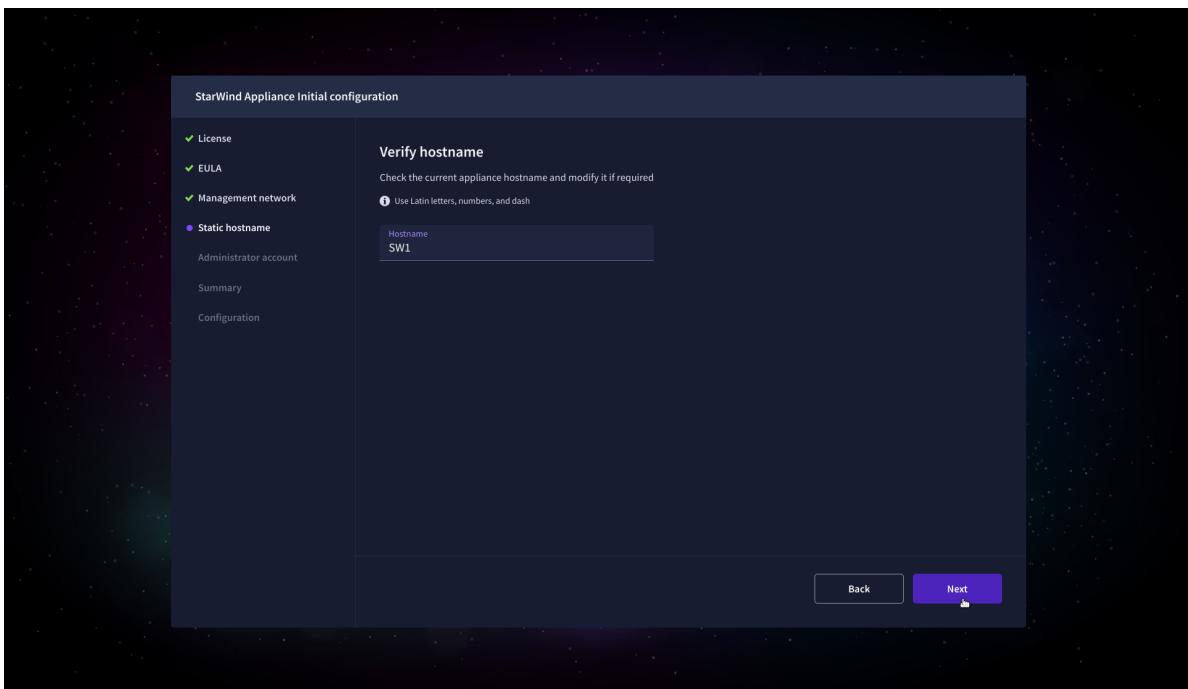 StarWind Appliance Initial configuration
License
EULA
Management network
Static hostname
Administrator account
Summary
Configuration
Verify hostname
Check the current appliance hostname and modify it if required
Use Latin letters, numbers, and dash
Hostname
SW1
Back
Next